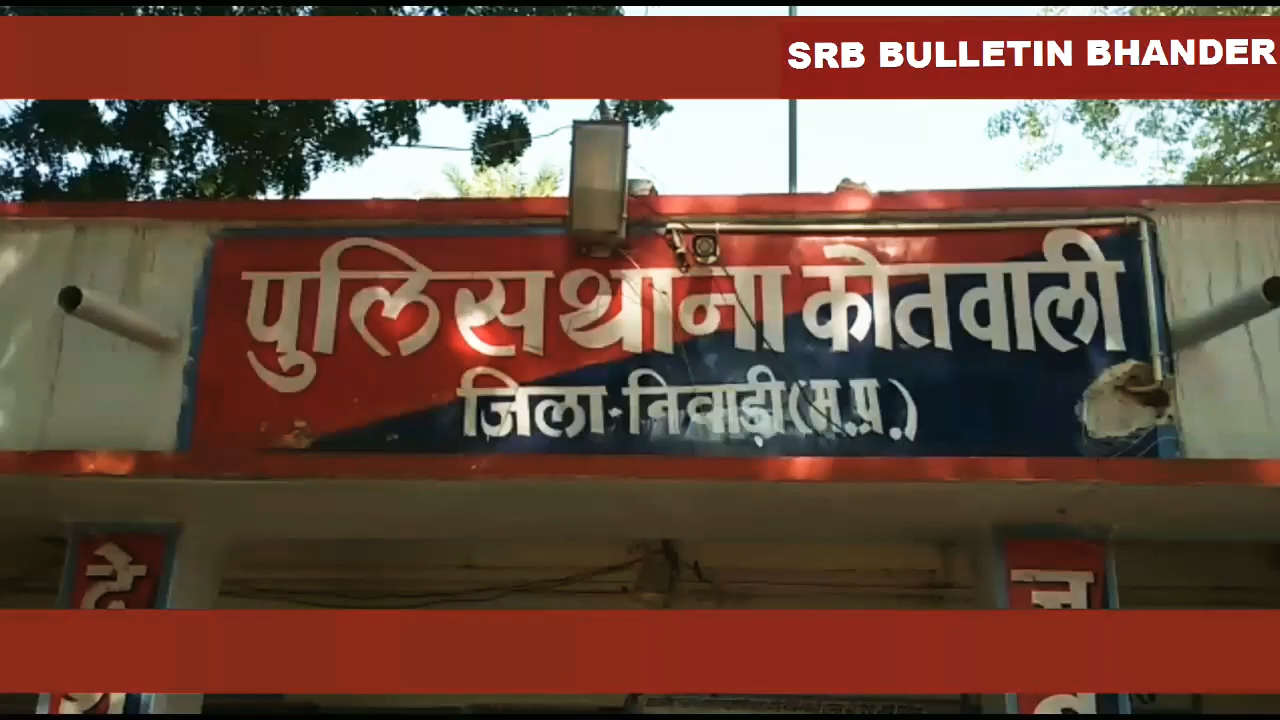 SRB BULLETIN BHANDER
पुलिस थाना कोतवाली
जिला-निवाड़ी(म.प्र.)